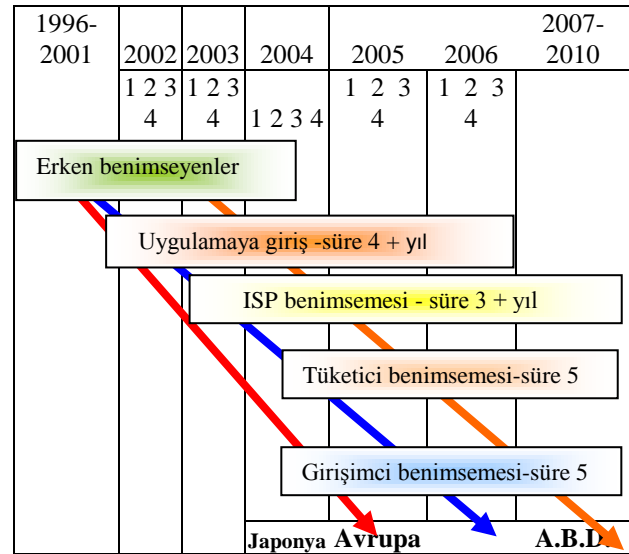 1996-
2001
2002
2003
2004
2005
2006
2007-
2010
1 2 3
4
1 2 3
4
1 2 3 4
1 2 3
4
1 2 3
4
Erken benimseyenler
Uygulamaya giriş -süre 4 + yıl
ISP benimsemesi - süre 3 + yıl
Tüketici benimsemesi-süre 5
Girişimci benimsemesi-süre 5
Japonya Avrupa A.B.D.